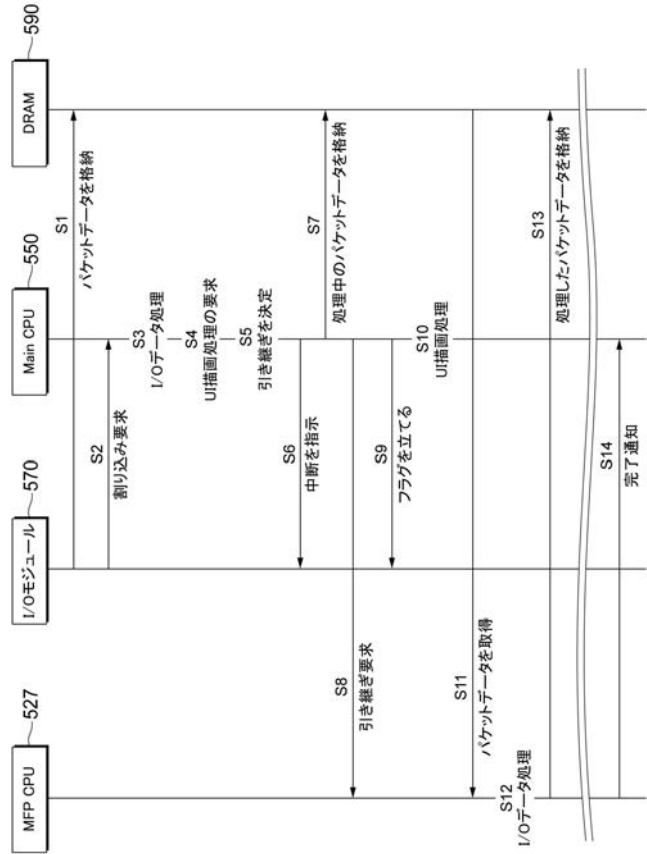 MFP CPU
527
I/Oモジュール
570
Main CPU
550
DRAM
590
S1
パケットデータを格納
S2
割り込み要求
S3
I/Oデータ処理
S4
UI描画処理の要求
S5
引き継ぎを決定
S6
中断を指示
S7
処理中のパケットデータを格納
S8
引き継ぎ要求
S9
フラグを立てる
S10
UI描画処理
S11
パケットデータを取得
S12
I/Oデータ処理
S13
処理したパケットデータを格納
S14
完了通知